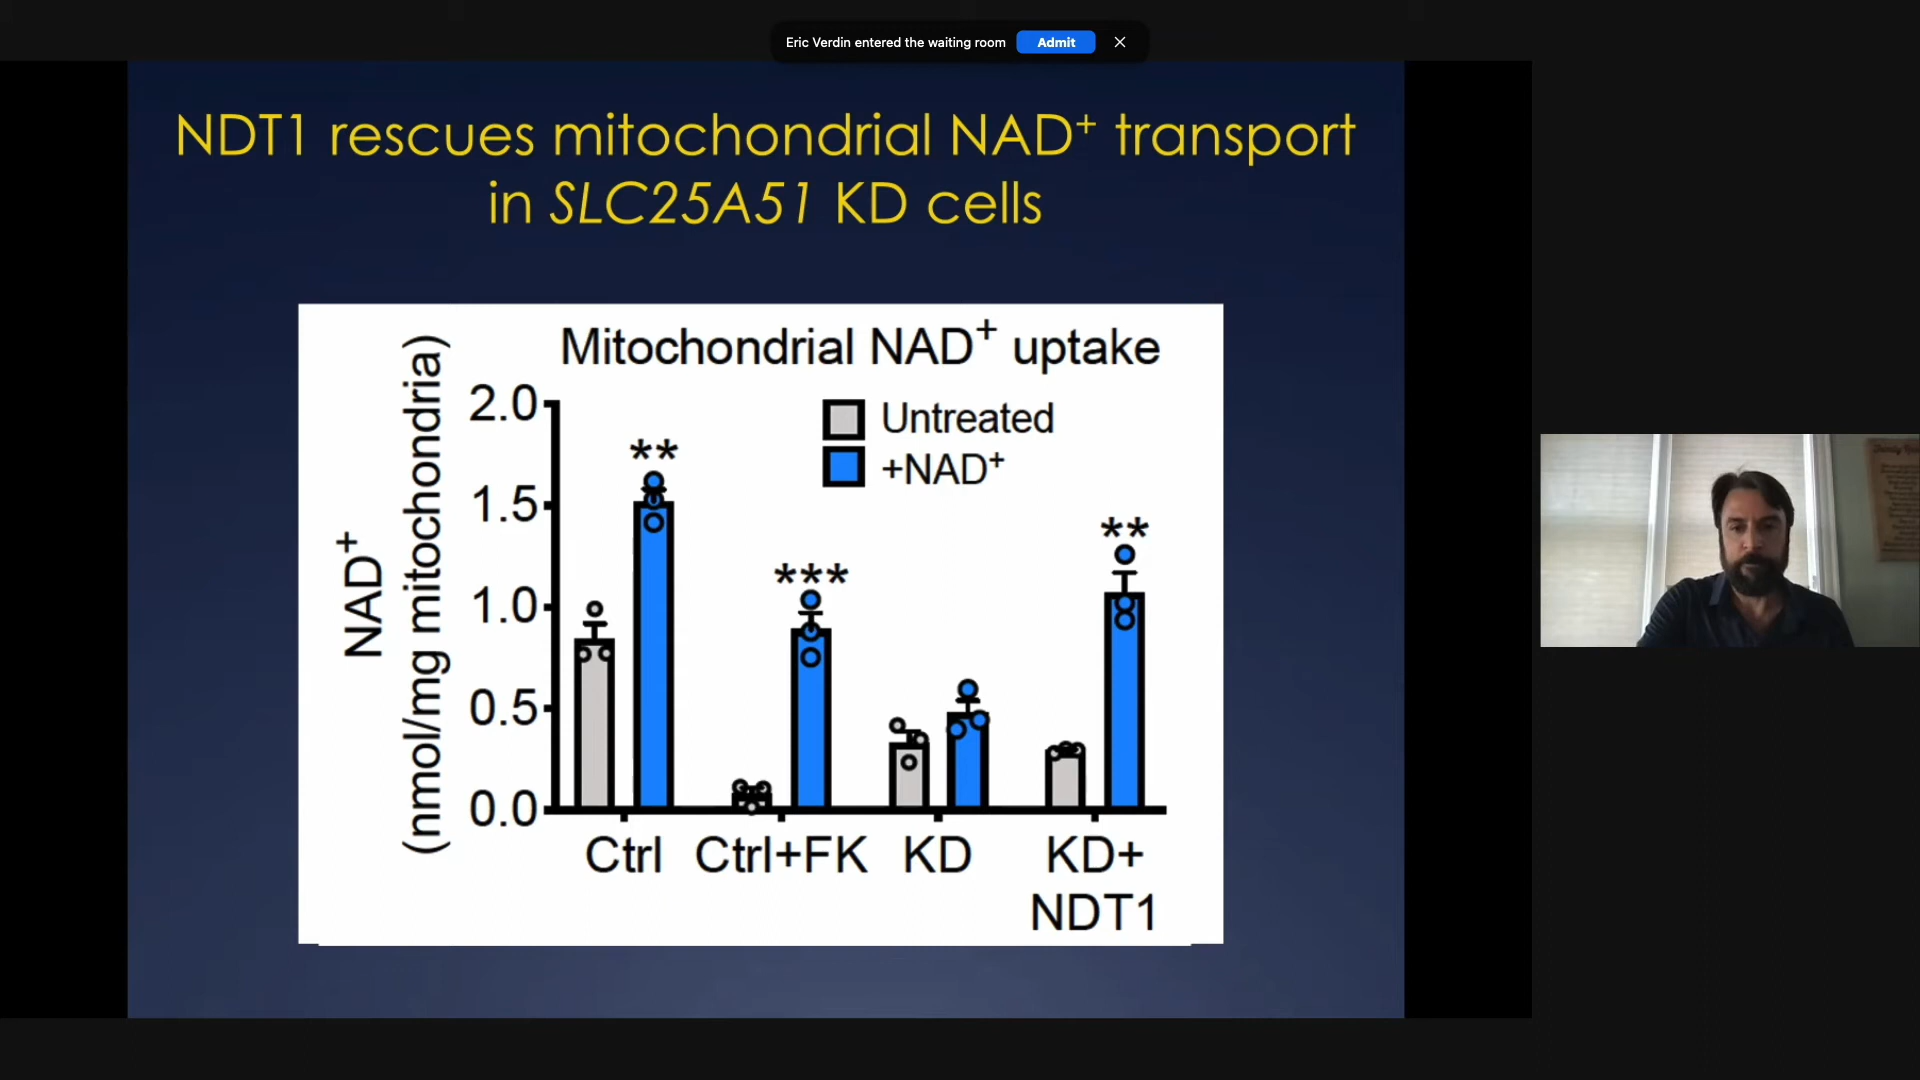 Eric Verdin entered the waiting room Admit
NDT1 rescues mitochondrial NAD⁺ transport
in SLC25A51 KD cells
Mitochondrial NAD⁺ uptake
NAD⁺
(nmol/mg mitochondria)
2.0
1.5
1.0
0.5
0.0
Untreated
+NAD⁺
**
***
**
Ctrl
Ctrl+FK
KD
KD+
NDT1